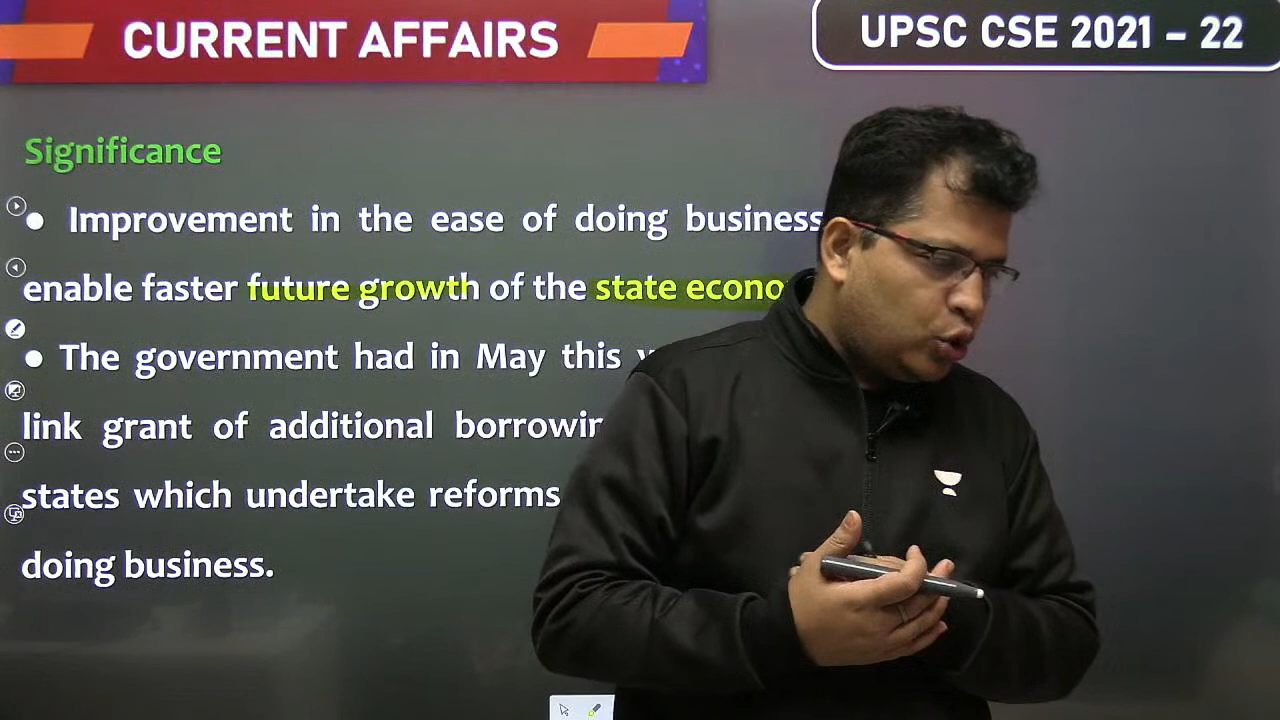 CURRENT AFFAIRS
UPSC CSE 2021 – 22
Significance
● Improvement in the ease of doing business
enable faster future growth of the state
● The government had in May this
link grant of additional
states which undertake reforms
doing business.